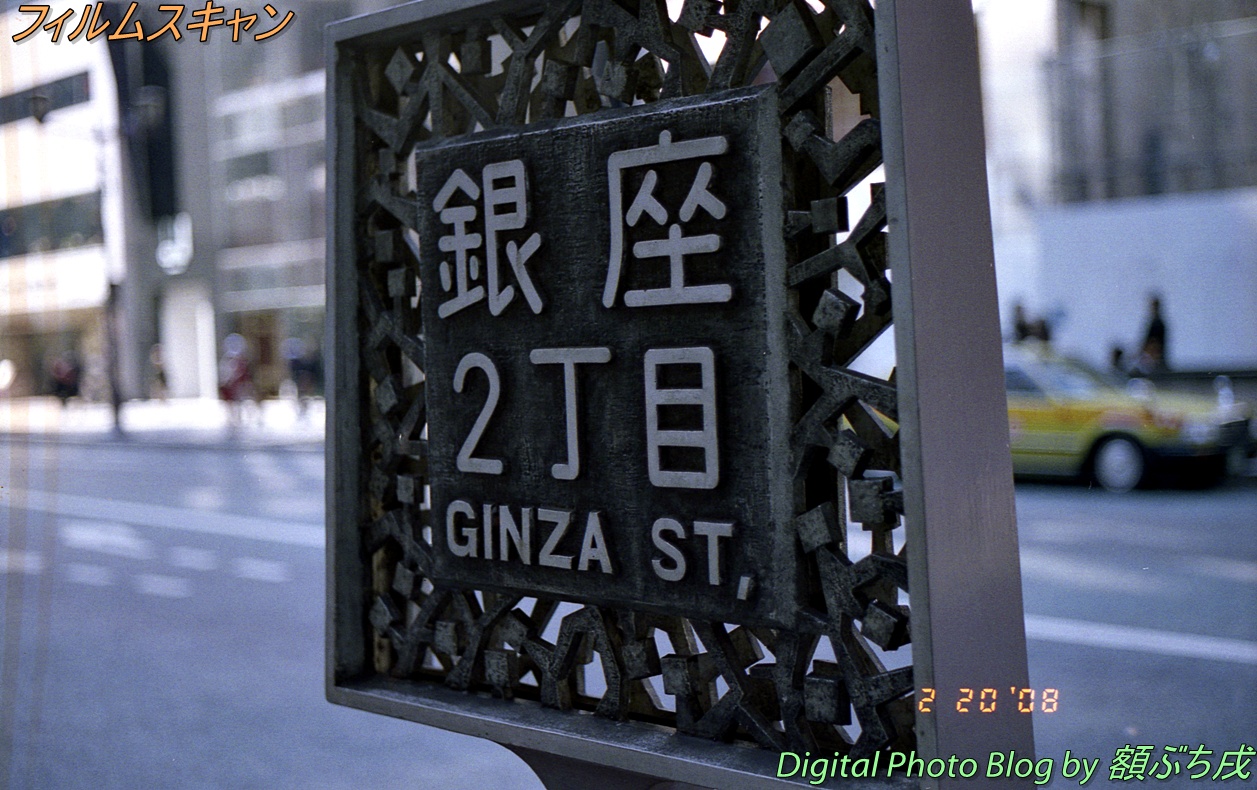 フィルムスキャン
銀座
2丁目
GINZA ST,
2 20 '08
Digital Photo Blog by 額ぶち戌